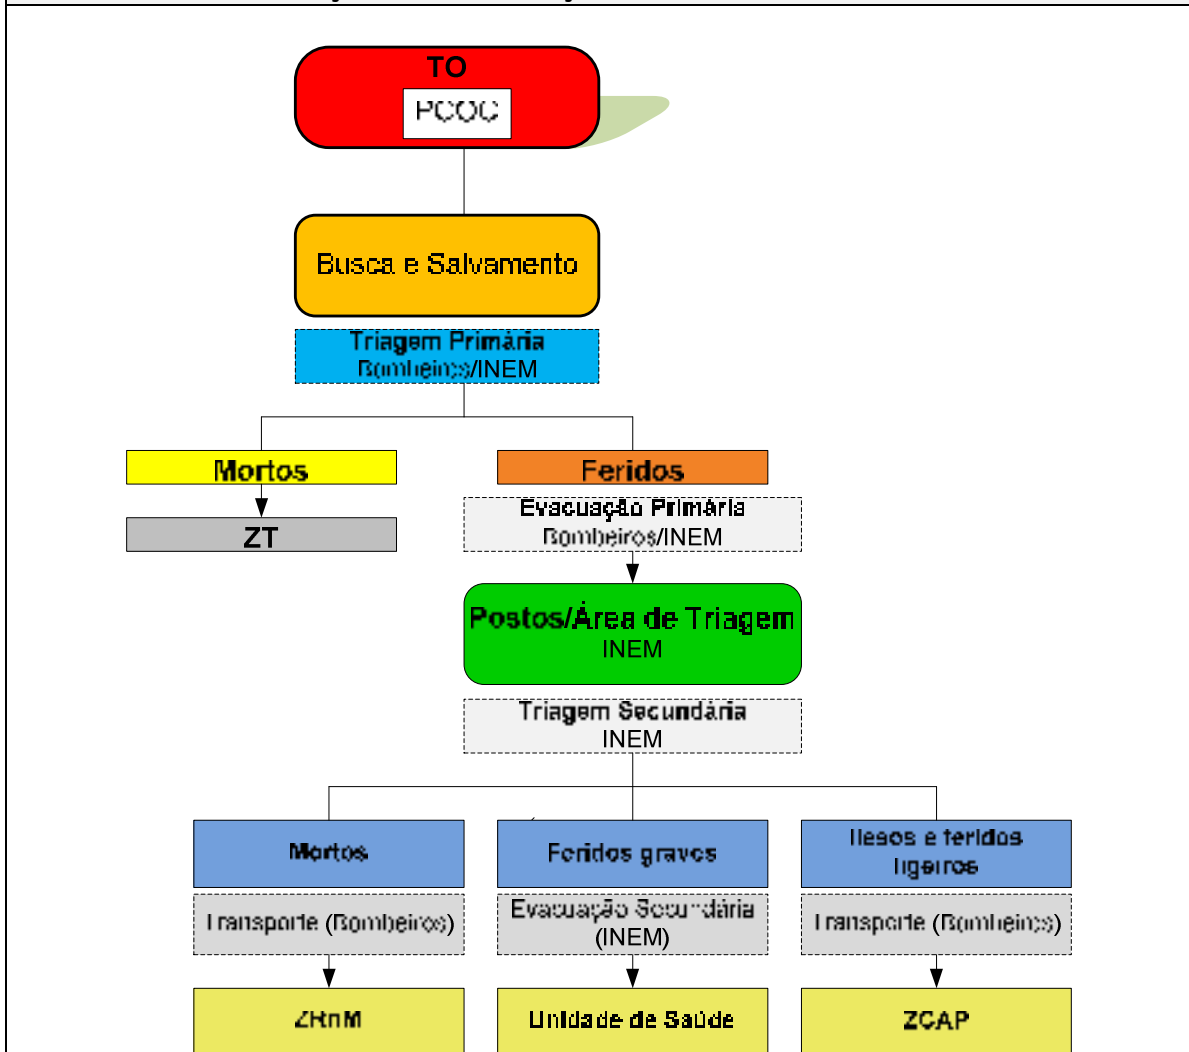 TO
PCOC
Busca e Salvamento
Triagem Primária
Bombeiros/INEM
Mortos
Feridos
ZT
Evacuação Primária
Bombeiros/INEM
Postos/Área de Triagem
INEM
Triagem Secundária
INEM
Mortos
Feridos graves
Ilesos e feridos
ligeiros
Transporte (Bombeiros)
Evacuação Secundária
(INEM)
Transporte (Bombeiros)
ZRnM
Unidade de Saúde
ZCAP